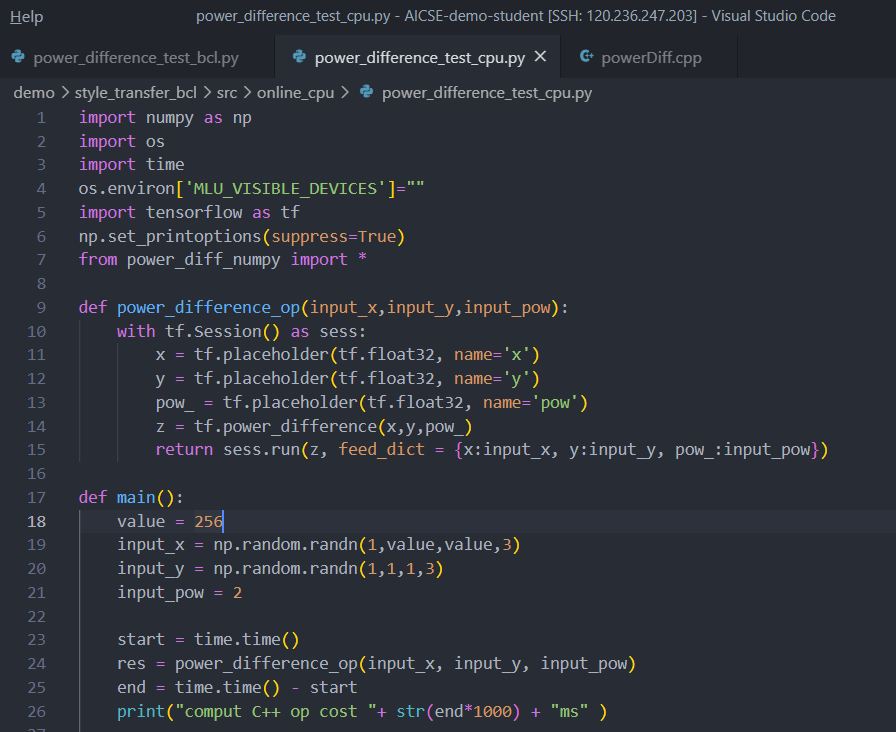 Help power_difference_test_cpu.py - AICSE-demo-student [SSH: 120.236.247.203] - Visual Studio Code
power_difference_test_bcl.py power_difference_test_cpu.py powerDiff.cpp
demo > style_transfer_bcl > src > online_cpu > power_difference_test_cpu.py
1 import numpy as np
2 import os
3 import time
4 os.environ['MLU_VISIBLE_DEVICES']=""
5 import tensorflow as tf
6 np.set_printoptions(suppress=True)
7 from power_diff_numpy import *
8
9 def power_difference_op(input_x,input_y,input_pow):
10     with tf.Session() as sess:
11         x = tf.placeholder(tf.float32, name='x')
12         y = tf.placeholder(tf.float32, name='y')
13         pow_ = tf.placeholder(tf.float32, name='pow')
14         z = tf.power_difference(x,y,pow_)
15         return sess.run(z, feed_dict = {x:input_x, y:input_y, pow_:input_pow})
16
17 def main():
18     value = 256
19     input_x = np.random.randn(1,value,value,3)
20     input_y = np.random.randn(1,1,1,3)
21     input_pow = 2
22
23     start = time.time()
24     res = power_difference_op(input_x, input_y, input_pow)
25     end = time.time() - start
26     print("comput C++ op cost "+ str(end*1000) + "ms" )